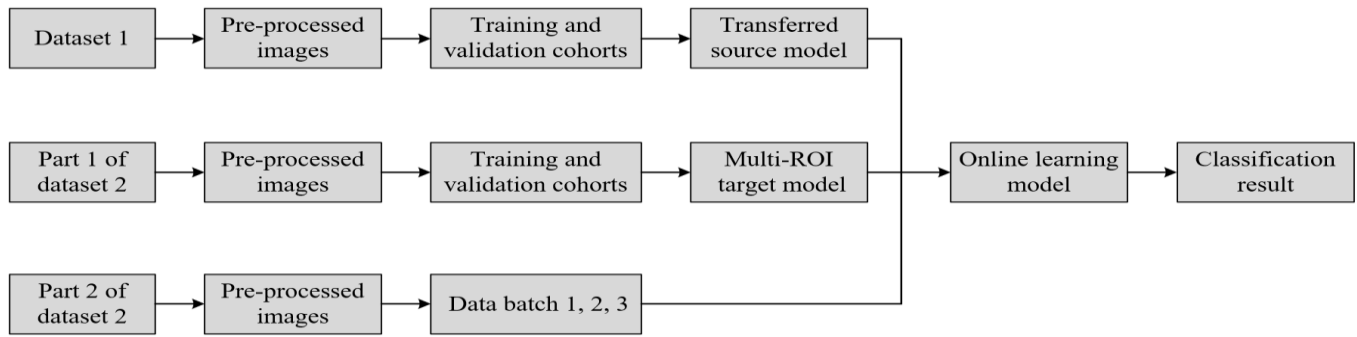 Dataset 1
Pre-processed
images
Training and
validation cohorts
Transferred
source model
Part 1 of
dataset 2
Pre-processed
images
Training and
validation cohorts
Multi-ROI
target model
Online learning
model
Classification
result
Part 2 of
dataset 2
Pre-processed
images
Data batch 1, 2, 3